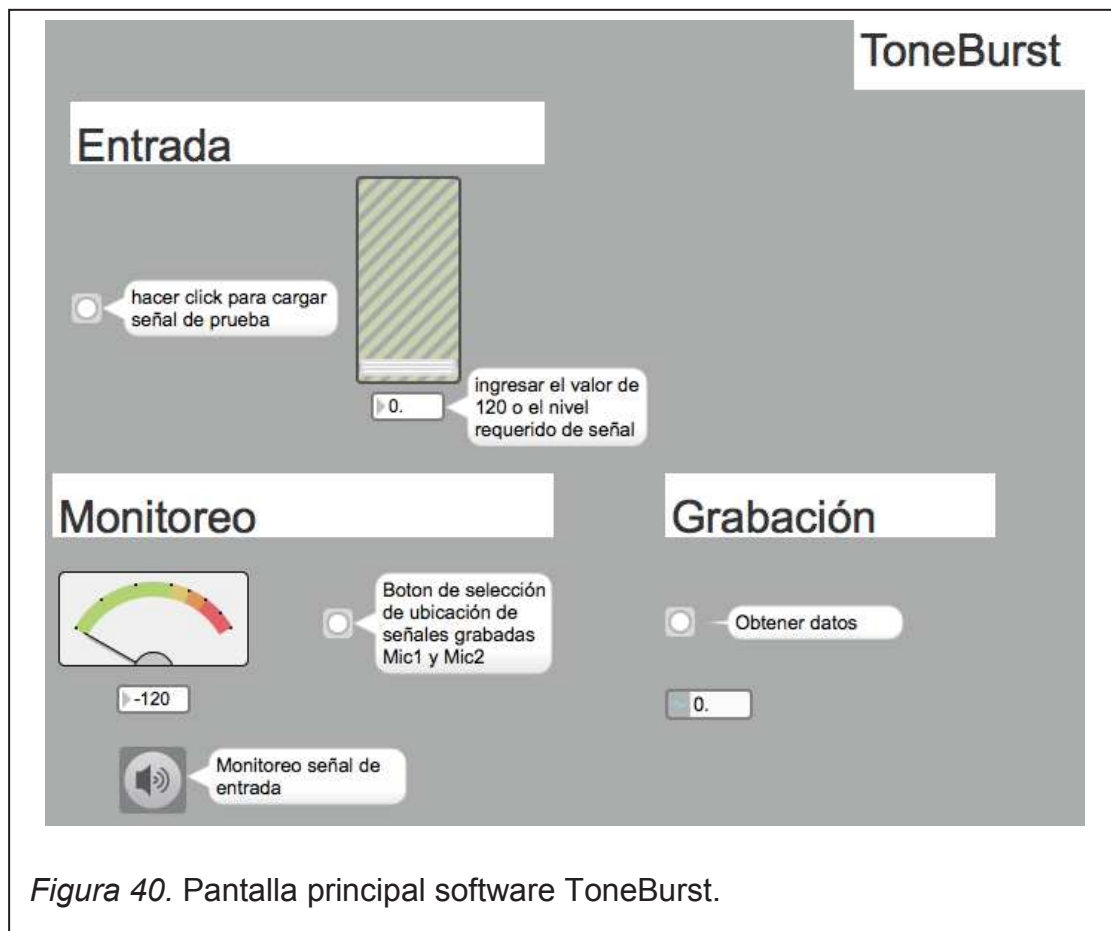 ToneBurst
Entrada
hacer click para cargar
señal de prueba
0.
ingresar el valor de
120 o el nivel
requerido de señal
Monitoreo
Boton de selección
de ubicación de
señales grabadas
Mic1 y Mic2
-120
Monitoreo señal de
entrada
Grabación
Obtener datos
0.
Figura 40. Pantalla principal software ToneBurst.